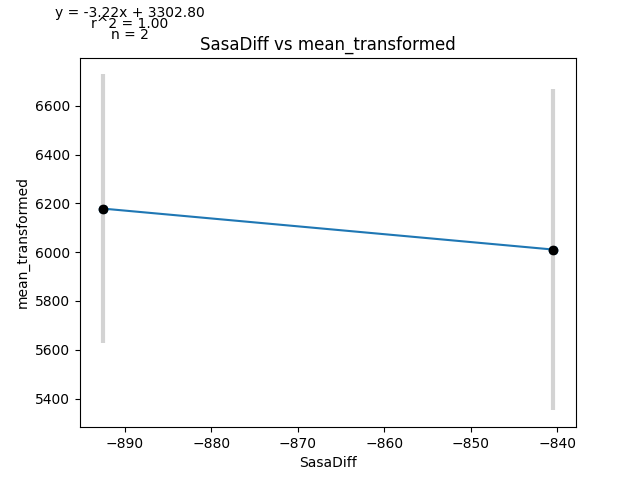 y = -3.22x + 3302.80
r^2 = 1.00
n = 2
SasaDiff vs mean_transformed
mean_transformed
6600
6400
6200
6000
5800
5600
5400
−890
−880
−870
−860
−850
−840
SasaDiff